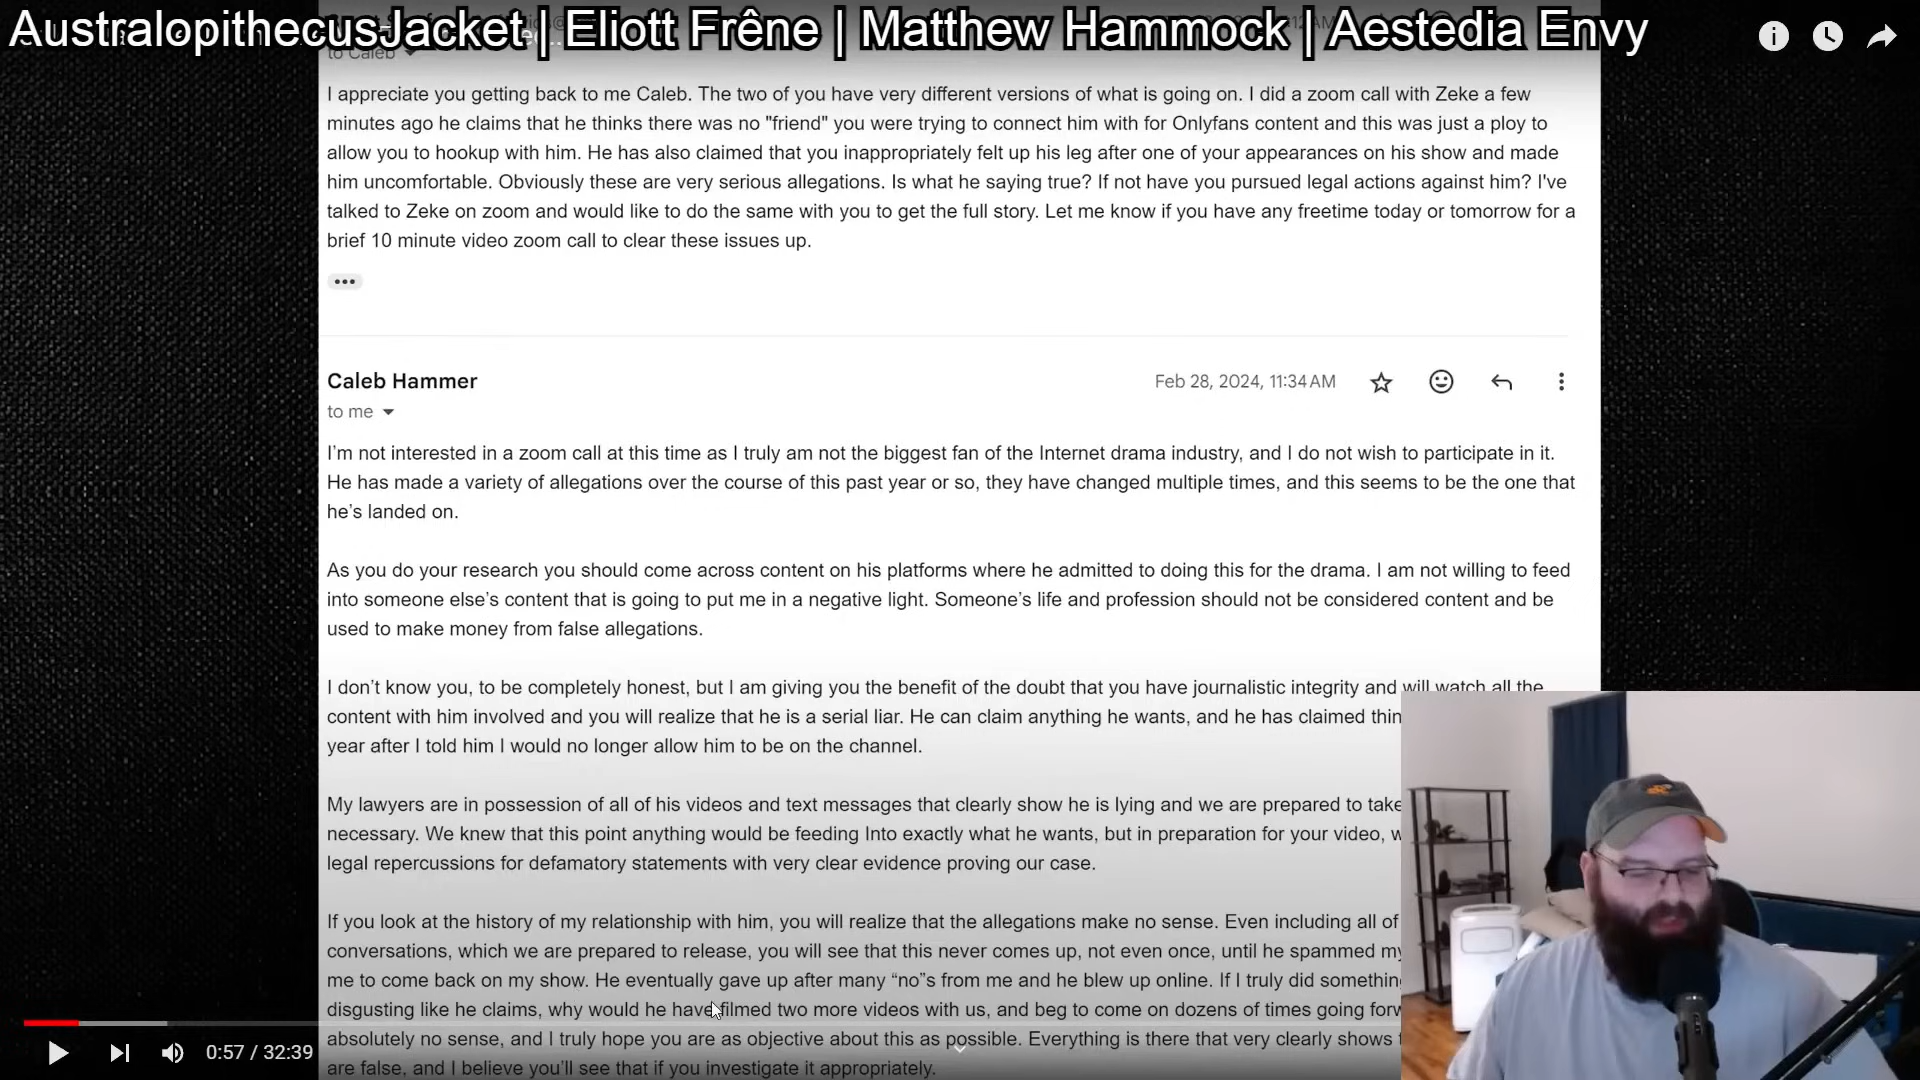 AustralopithecusJacket | Eliott Frêne | Matthew Hammock | Aestedia Envy
to Caleb
I appreciate you getting back to me Caleb. The two of you have very different versions of what is going on. I did a zoom call with Zeke a few
minutes ago he claims that he thinks there was no "friend" you were trying to connect him with for Onlyfans content and this was just a ploy to
allow you to hookup with him. He has also claimed that you inappropriately felt up his leg after one of your appearances on his show and made
him uncomfortable. Obviously these are very serious allegations. Is what he saying true? If not have you pursued legal actions against him? I've
talked to Zeke on zoom and would like to do the same with you to get the full story. Let me know if you have any freetime today or tomorrow for a
brief 10 minute video zoom call to clear these issues up.
Caleb Hammer
Feb 28, 2024, 11:34 AM
to me
I'm not interested in a zoom call at this time as I truly am not the biggest fan of the Internet drama industry, and I do not wish to participate in it.
He has made a variety of allegations over the course of this past year or so, they have changed multiple times, and this seems to be the one that
he's landed on.
As you do your research you should come across content on his platforms where he admitted to doing this for the drama. I am not willing to feed
into someone else's content that is going to put me in a negative light. Someone's life and profession should not be considered content and be
used to make money from false allegations.
I don't know you, to be completely honest, but I am giving you the benefit of the doubt that you have journalistic integrity and will watch all the
content with him involved and you will realize that he is a serial liar. He can claim anything he wants, and he has claimed thin
year after I told him I would no longer allow him to be on the channel.
My lawyers are in possession of all of his videos and text messages that clearly show he is lying and we are prepared to take
necessary. We knew that this point anything would be feeding Into exactly what he wants, but in preparation for your video, w
legal repercussions for defamatory statements with very clear evidence proving our case.
If you look at the history of my relationship with him, you will realize that the allegations make no sense. Even including all of
conversations, which we are prepared to release, you will see that this never comes up, not even once, until he spammed my
me to come back on my show. He eventually gave up after many “no”s from me and he blew up online. If I truly did something
disgusting like he claims, why would he have filmed two more videos with us, and beg to come on dozens of times going forw
absolutely no sense, and I truly hope you are as objective about this as possible. Everything is there that very clearly shows
are false, and I believe you'll see that if you investigate it appropriately.
0:57 / 32:39